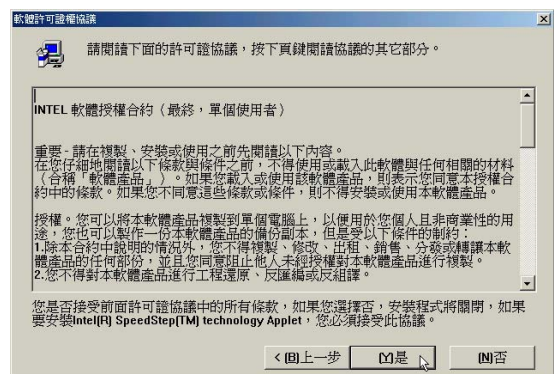 軟體許可證權協議
請閱讀下面的許可證協議，按下頁鍵閱讀協議的其它部分。
INTEL 軟體授權合約（最終，單個使用者）
重要 - 請在複製、安裝或使用之前先閱讀以下內容。
在您仔細地閱讀以下條款與條件之前，不得使用或載入此軟體與任何相關的材料
（合稱「軟體產品」）。如果您載入或使用該軟體產品，則表示您同意本授權合
約中的條款。如果您不同意這些條款或條件，則不得安裝或使用本軟體產品。
授權。您可以將本軟體產品複製到單個電腦上，以便用於您個人且非商業性的用
途，您也可以製作一份本軟體產品的備份副本，但是受以下條件的制約：
1.除本合約中說明的情況外，您不得複製、修改、出租、銷售、分發或轉讓本軟
體產品的任何部份，並且您同意阻止他人未經授權對本軟體產品進行複製。
2.您不得對本軟體產品進行工程還原、反匯編或反組譯。
您是否接受前面許可證協議中的所有條款，如果您選擇否，安裝程式將關閉，如果
要安裝Intel(R) SpeedStep(TM) technology Applet，您必須接受此協議。
< (B)上一步
(Y)是
(N)否